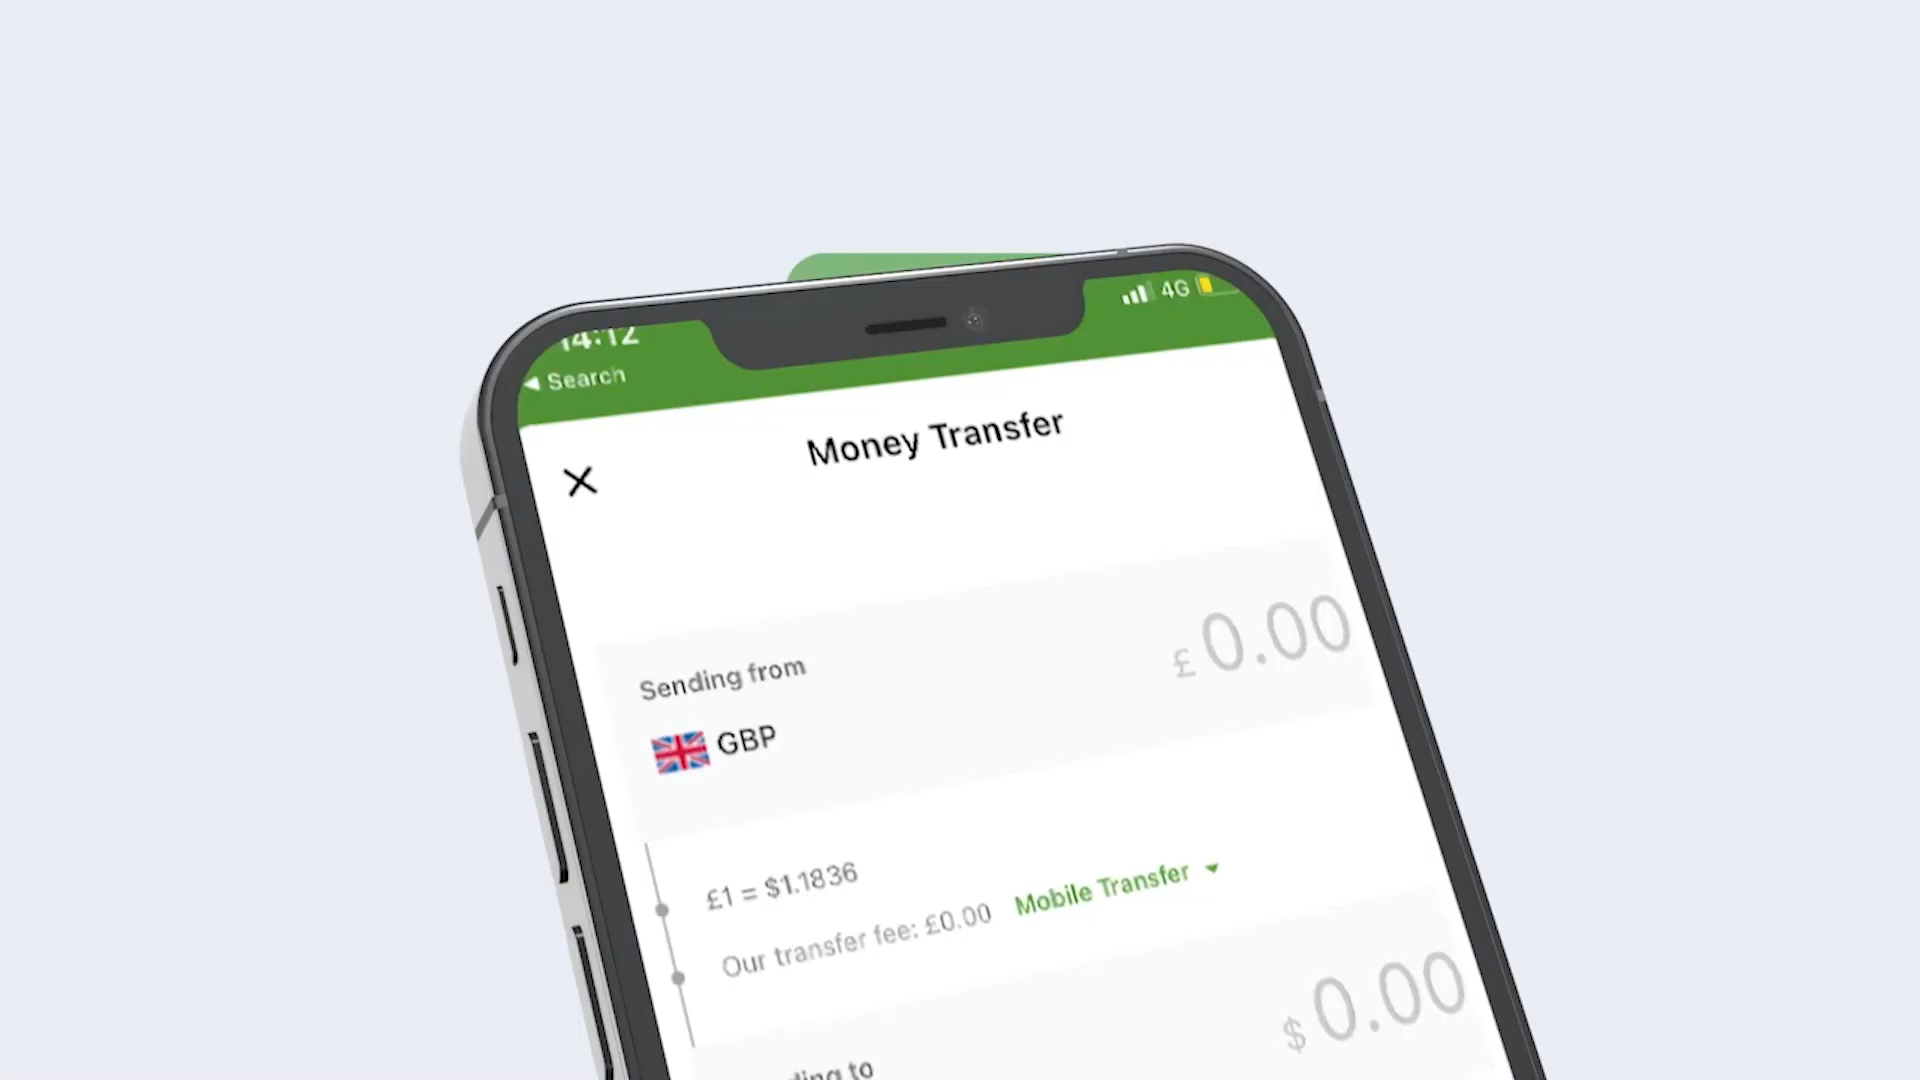 14:12
4G
◀ Search
Money Transfer
Sending from
£ 0.00
GBP
£1 = $1.1836
Our transfer fee: £0.00 Mobile Transfer
$ 0.00
to